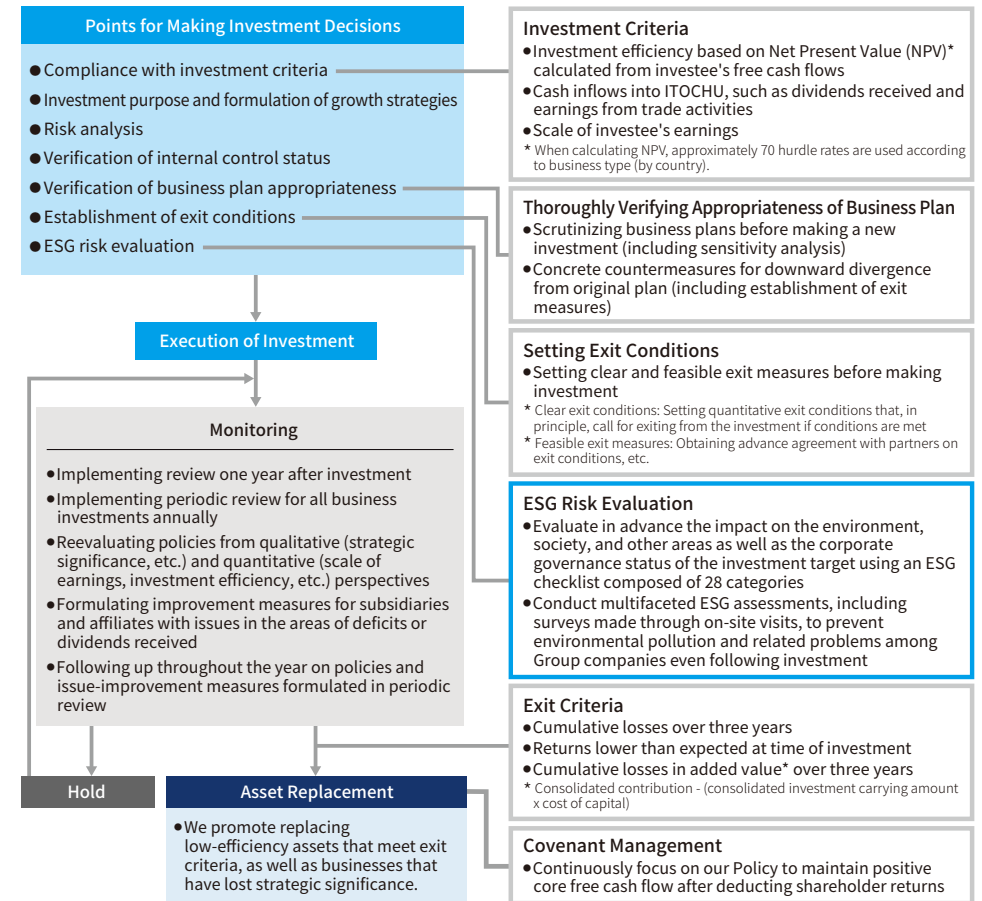 Points for Making Investment Decisions
●Compliance with investment criteria
●Investment purpose and formulation of growth strategies
●Risk analysis
●Verification of internal control status
●Verification of business plan appropriateness
●Establishment of exit conditions
●ESG risk evaluation
Execution of Investment
Monitoring
●Implementing review one year after investment
●Implementing periodic review for all business
investments annually
●Reevaluating policies from qualitative (strategic
significance, etc.) and quantitative (scale of
earnings, investment efficiency, etc.) perspectives
●Formulating improvement measures for subsidiaries
and affiliates with issues in the areas of deficits or
dividends received
●Following up throughout the year on policies and
issue-improvement measures formulated in periodic
review
Hold
Asset Replacement
●We promote replacing
low-efficiency assets that meet exit
criteria, as well as businesses that
have lost strategic significance.
Investment Criteria
●Investment efficiency based on Net Present Value (NPV)*
calculated from investee's free cash flows
●Cash inflows into ITOCHU, such as dividends received and
earnings from trade activities
●Scale of investee's earnings
* When calculating NPV, approximately 70 hurdle rates are used according
to business type (by country).
Thoroughly Verifying Appropriateness of Business Plan
●Scrutinizing business plans before making a new
investment (including sensitivity analysis)
●Concrete countermeasures for downward divergence
from original plan (including establishment of exit
measures)
Setting Exit Conditions
●Setting clear and feasible exit measures before making
investment
* Clear exit conditions: Setting quantitative exit conditions that, in
principle, call for exiting from the investment if conditions are met
* Feasible exit measures: Obtaining advance agreement with partners on
exit conditions, etc.
ESG Risk Evaluation
●Evaluate in advance the impact on the environment,
society, and other areas as well as the corporate
governance status of the investment target using an ESG
checklist composed of 28 categories
●Conduct multifaceted ESG assessments, including
surveys made through on-site visits, to prevent
environmental pollution and related problems among
Group companies even following investment
Exit Criteria
●Cumulative losses over three years
●Returns lower than expected at time of investment
●Cumulative losses in added value* over three years
* Consolidated contribution - (consolidated investment carrying amount
x cost of capital)
Covenant Management
●Continuously focus on our Policy to maintain positive
core free cash flow after deducting shareholder returns